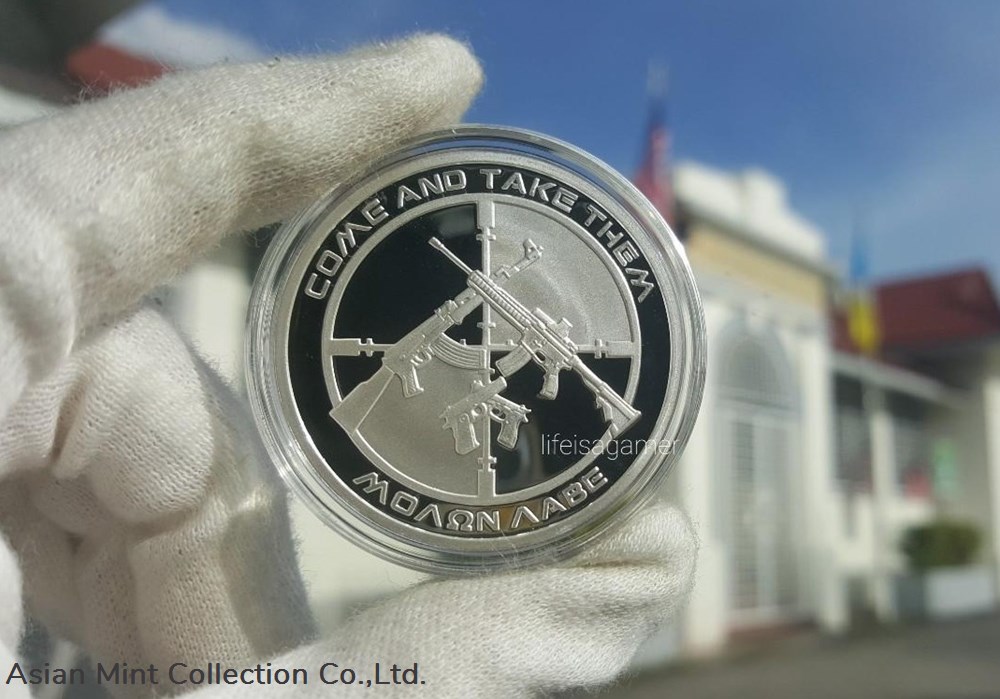 COME AND TAKE THEM
lifeisagamer
ΜΟΛΩΝ ΛΑΒΕ
Asian Mint Collection Co.,Ltd.